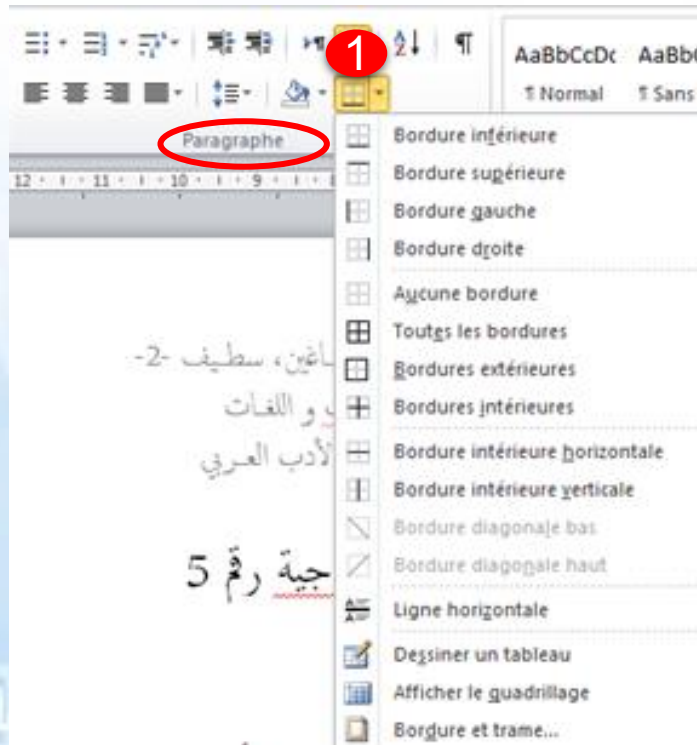 1
AaBbCcDc AaBb
¶ Normal ¶ Sans
Paragraphe
12 11 10 9
Bordure inférieure
Bordure supérieure
Bordure gauche
Bordure droite
Aucune bordure
Toutes les bordures
Bordures extérieures
Bordures intérieures
Bordure intérieure horizontale
Bordure intérieure verticale
Bordure diagonale bas
Bordure diagonale haut
Ligne horizontale
Dessiner un tableau
Afficher le quadrillage
Bordure et trame...
ـاغين، سطيف -2-
و اللغات
الأدب العربي
جية رقم 5